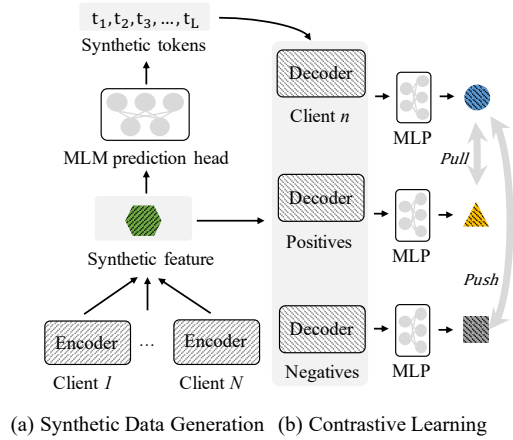 t₁,t₂,t₃,...,t_L
Synthetic tokens
MLM prediction head
Synthetic feature
Encoder
...
Encoder
Client 1
Client N
(a) Synthetic Data Generation
Decoder
Client n
MLP
Pull
Decoder
Positives
MLP
Push
Decoder
Negatives
MLP
(b) Contrastive Learning